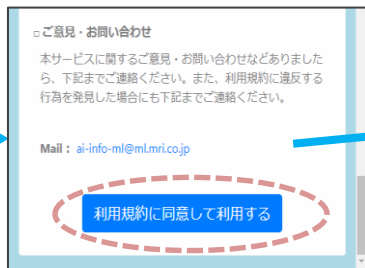 □ ご意見・お問い合わせ
本サービスに関するご意見・お問い合わせなどありました
ら、下記までご連絡ください。また、利用規約に違反する
行為を発見した場合にも下記までご連絡ください。
Mail： ai-info-ml@ml.mri.co.jp
利用規約に同意して利用する